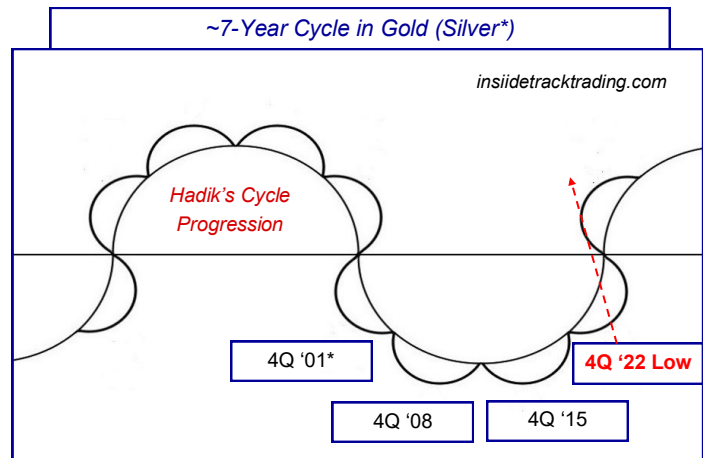 ~7-Year Cycle in Gold (Silver*)
insiidetracktrading.com
Hadik's Cycle
Progression
4Q '01*
4Q '22 Low
4Q '08
4Q '15